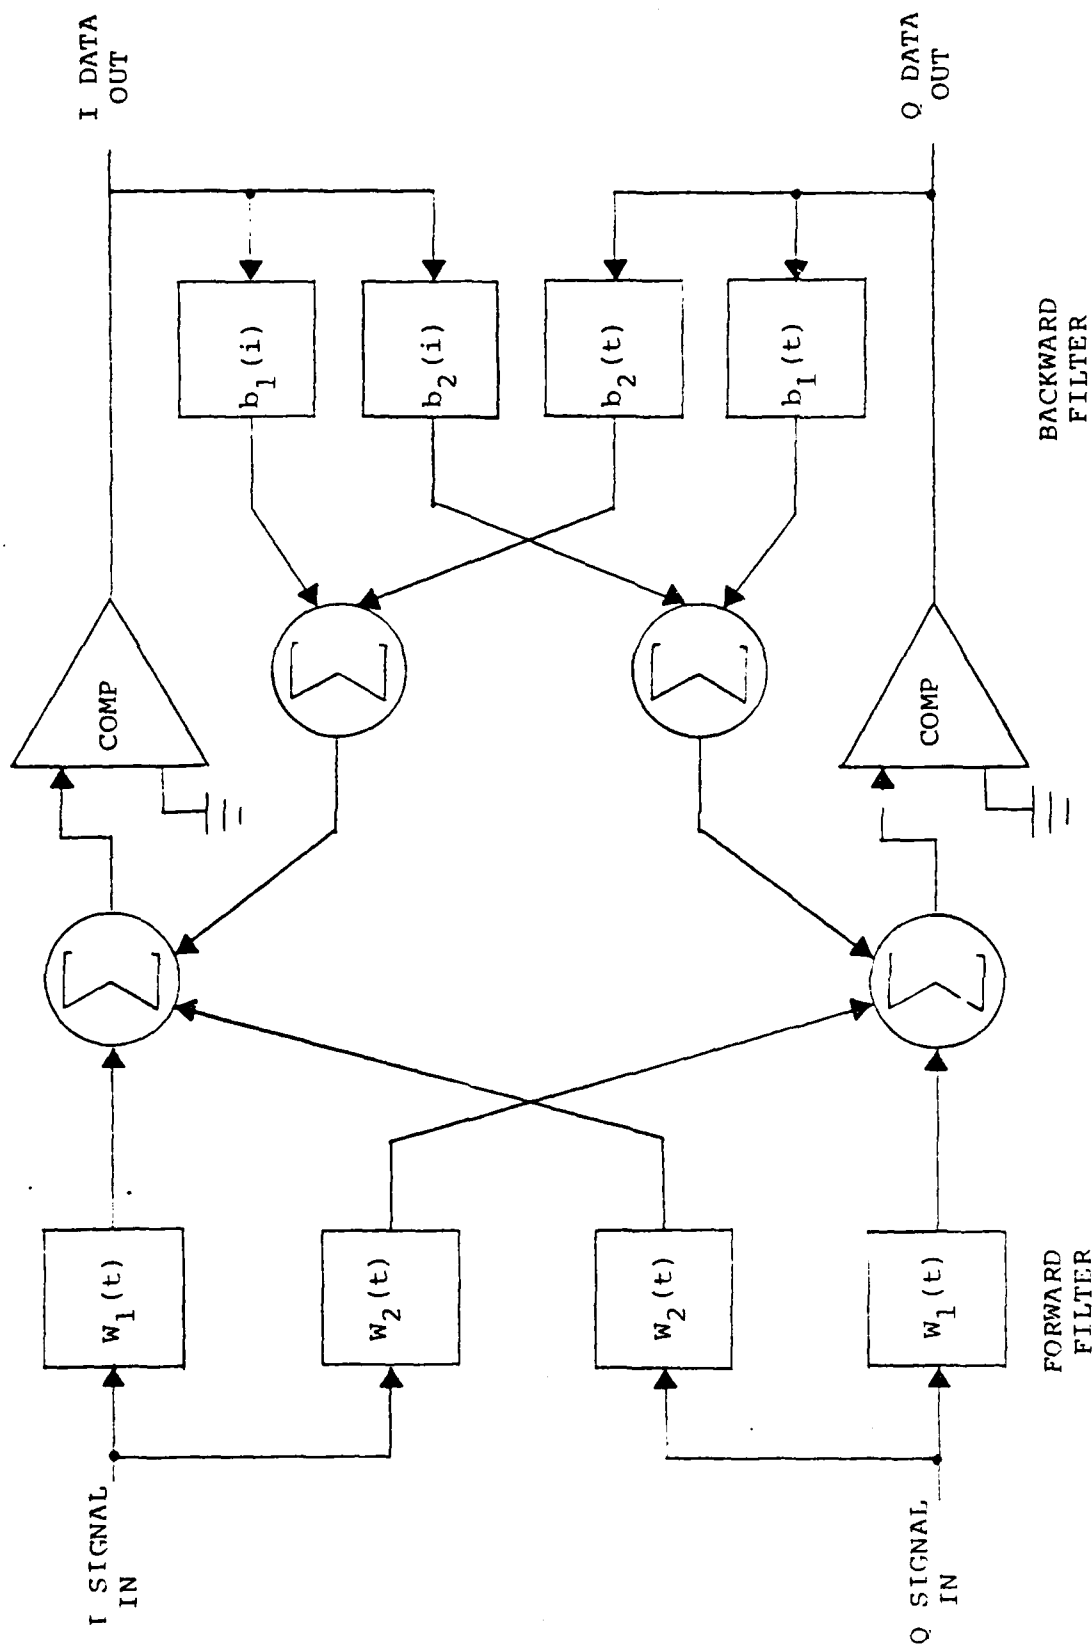 I SIGNAL
IN
w1(t)
Σ
COMP
I DATA
OUT
b1(i)
Σ
w2(t)
b2(i)
w2(t)
b2(t)
Σ
b1(t)
Q SIGNAL
IN
w1(t)
Σ
COMP
Q DATA
OUT
FORWARD
FILTER
BACKWARD
FILTER